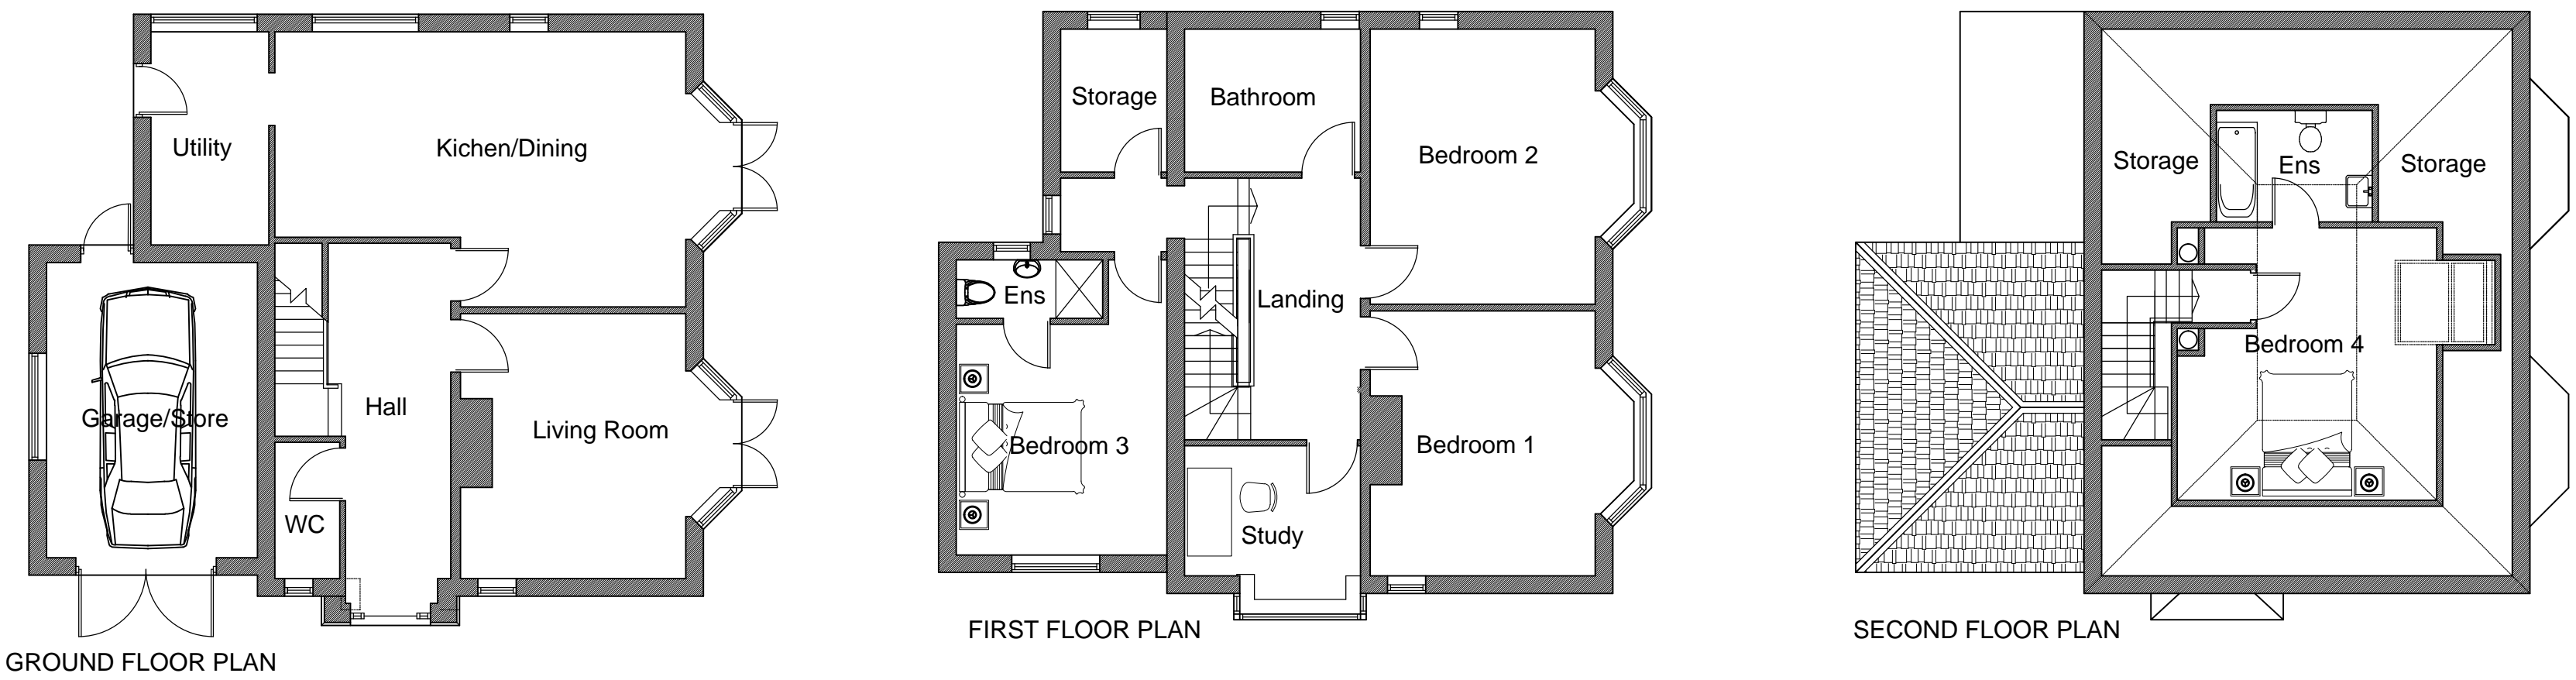 Utility
Kichen/Dining
Garage/Store
Hall
Living Room
WC
GROUND FLOOR PLAN
Storage
Bathroom
Bedroom 2
Ens
Landing
Bedroom 3
Bedroom 1
Study
FIRST FLOOR PLAN
Storage
Ens
Storage
Bedroom 4
SECOND FLOOR PLAN